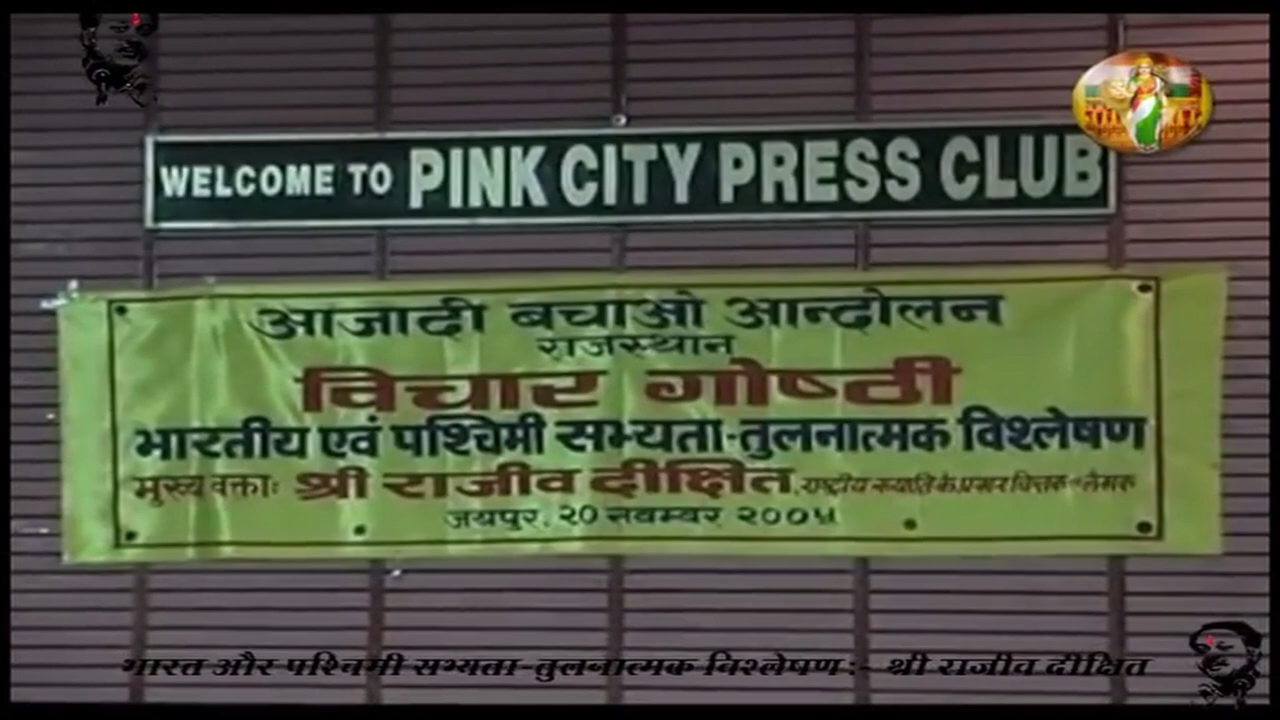 WELCOME TO PINK CITY PRESS CLUB
आजादी बचाओ आन्दोलन
राजस्थान
विचार गोष्ठी
भारतीय एवं पश्चिमी सभ्यता-तुलनात्मक विश्लेषण
मुख्य वक्ताः श्री राजीव दीक्षित, राष्ट्रीय ख्याति के प्रखर
जयपुर, २० नवम्बर २००५
भारत और पश्चिमी सभ्यता-तुलनात्मक विश्लेषण :- श्री राजीव दीक्षित